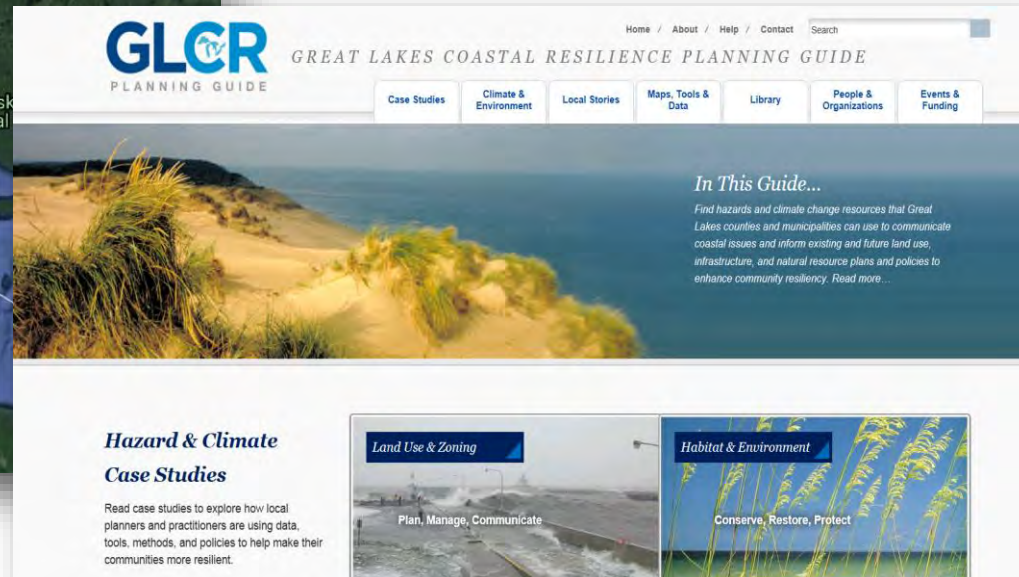 GLCR
PLANNING GUIDE
Home / About / Help / Contact
Search
GREAT LAKES COASTAL RESILIENCE PLANNING GUIDE
Case Studies
Climate &
Environment
Local Stories
Maps, Tools &
Data
Library
People &
Organizations
Events &
Funding
In This Guide...
Find hazards and climate change resources that Great
Lakes counties and municipalities can use to communicate
coastal issues and inform existing and future land use,
infrastructure, and natural resource plans and policies to
enhance community resiliency. Read more...
Hazard & Climate
Case Studies
Read case studies to explore how local
planners and practitioners are using data,
tools, methods, and policies to help make their
communities more resilient.
Land Use & Zoning
Plan, Manage, Communicate
Habitat & Environment
Conserve, Restore, Protect